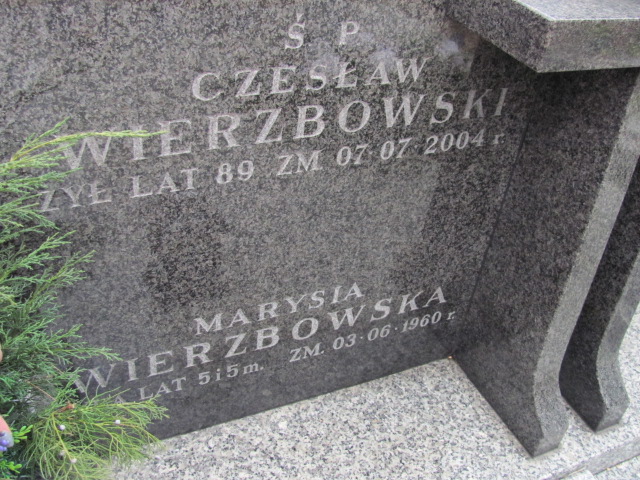 Ś P
CZESŁAW
WIERZBOWSKI
ŻYŁ LAT 89 ZM. 07·07 2004 r.
MARYSIA
WIERZBOWSKA
LAT 5 i 5 m. ZM. 03·06·1960 r.